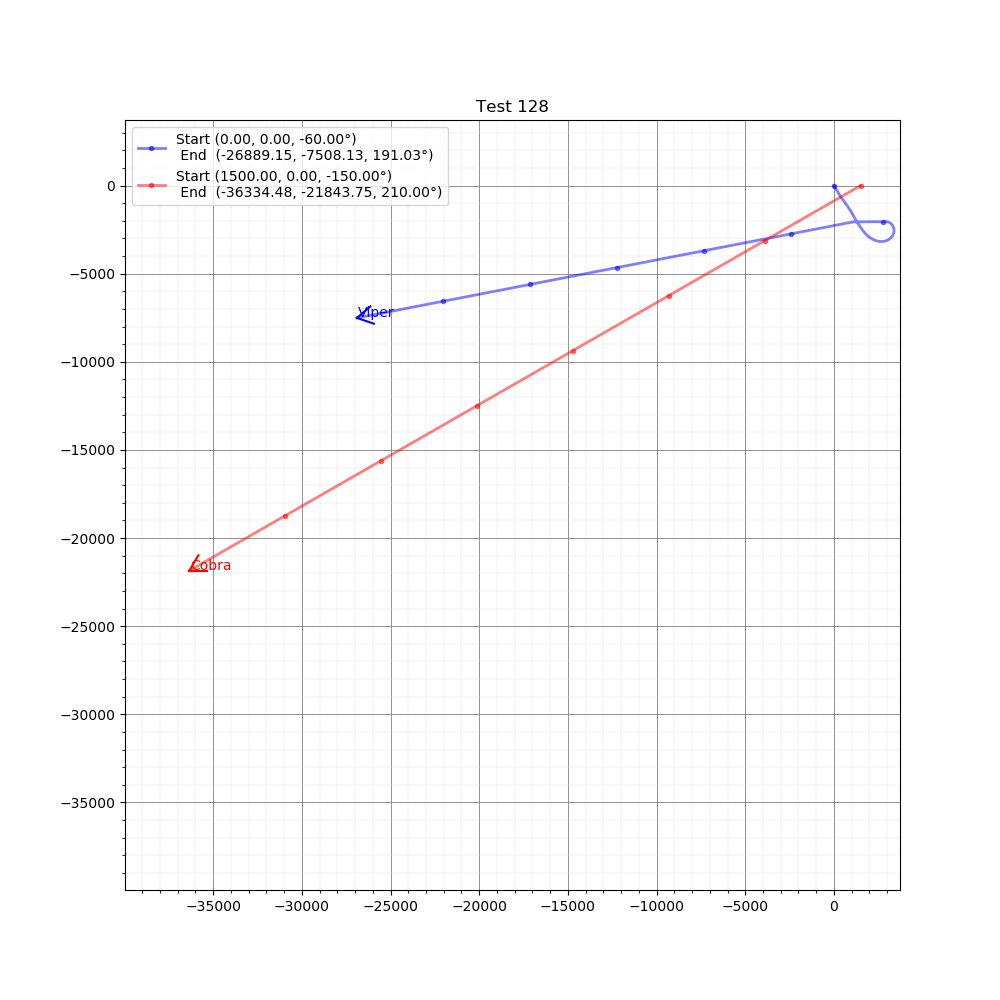 Test 128
Start (0.00, 0.00, -60.00°)
End (-26889.15, -7508.13, 191.03°)
Start (1500.00, 0.00, -150.00°)
End (-36334.48, -21843.75, 210.00°)
0
−5000
−10000
−15000
−20000
−25000
−30000
−35000
Viper
Cobra
−35000 −30000 −25000 −20000 −15000 −10000 −5000 0